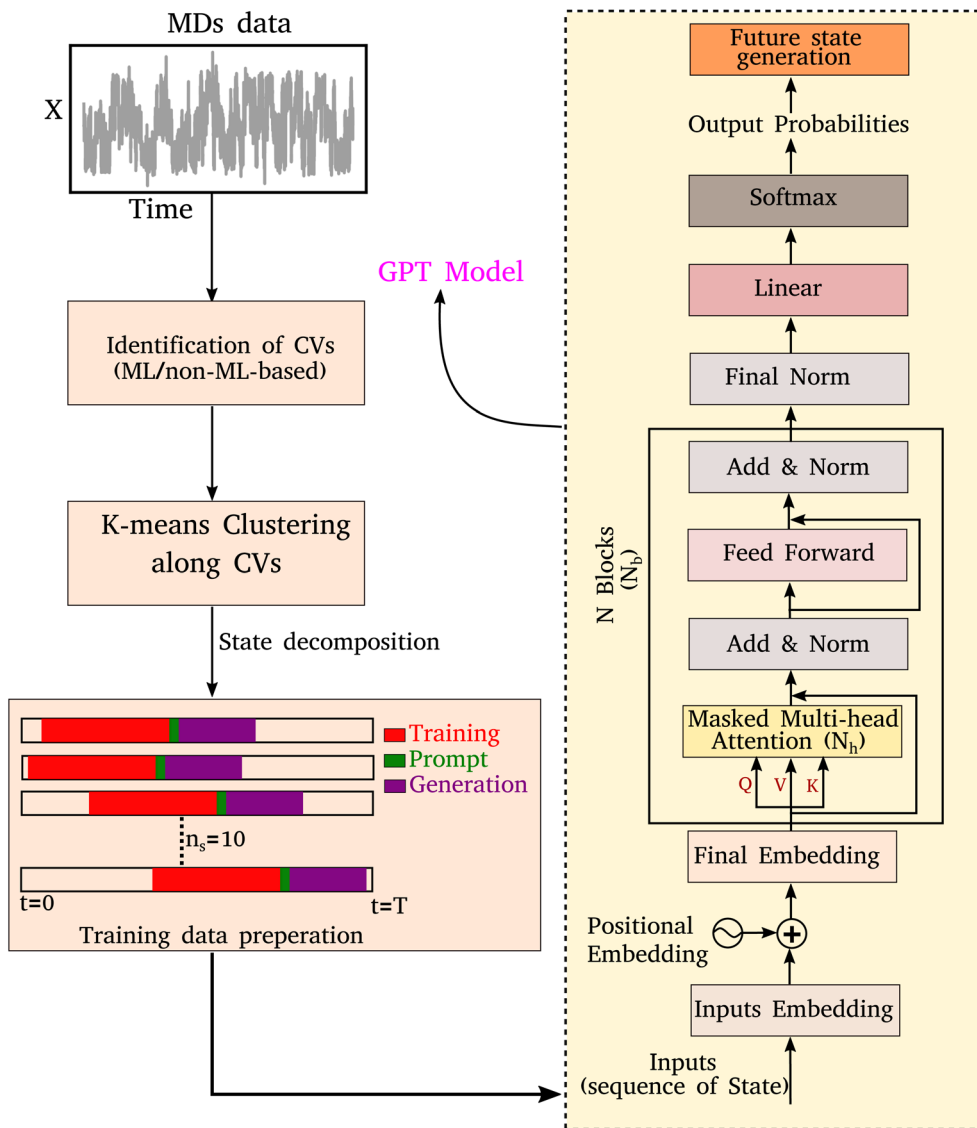 MDs data
X
Time
Identification of CVs
(ML/non-ML-based)
K-means Clustering
along CVs
State decomposition
Training
Prompt
Generation
nₛ=10
t=0
t=T
Training data preperation
GPT Model
Future state
generation
Output Probabilities
Softmax
Linear
Final Norm
Add & Norm
Feed Forward
N Blocks
(N_b)
Add & Norm
Masked Multi-head
Attention (N_h)
Q
V
K
Final Embedding
Positional
Embedding
+
Inputs Embedding
Inputs
(sequence of State)